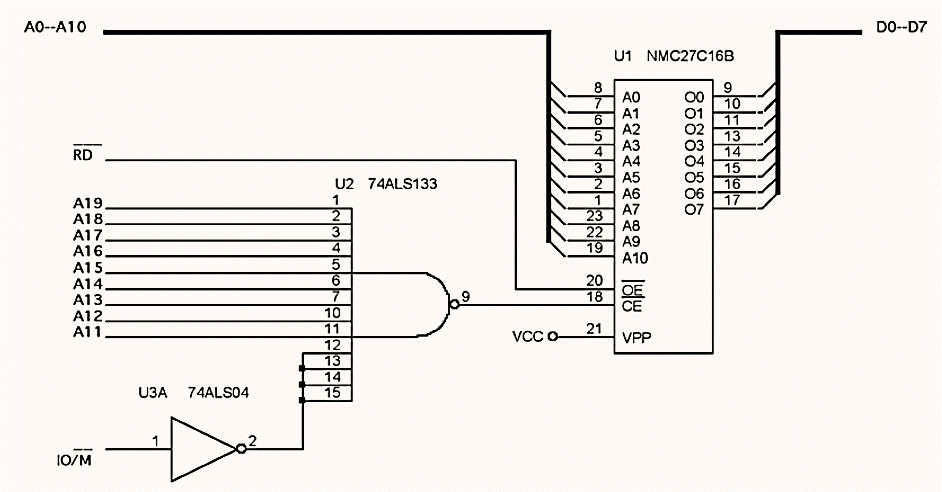 A0--A10
D0--D7
U1 NMC27C16B
8 A0 O0 9
7 A1 O1 10
6 A2 O2 11
5 A3 O3 13
4 A4 O4 14
3 A5 O5 15
2 A6 O6 16
1 A7 O7 17
23 A8
22 A9
19 A10
R̅D̅
U2 74ALS133
A19 1
A18 2
A17 3
A16 4
A15 5
A14 6
A13 7
A12 10
A11 11
12
13
14
15
9
20 O̅E̅
18 C̅E̅
VCC 21 VPP
U3A 74ALS04
1 2
IO/M̅